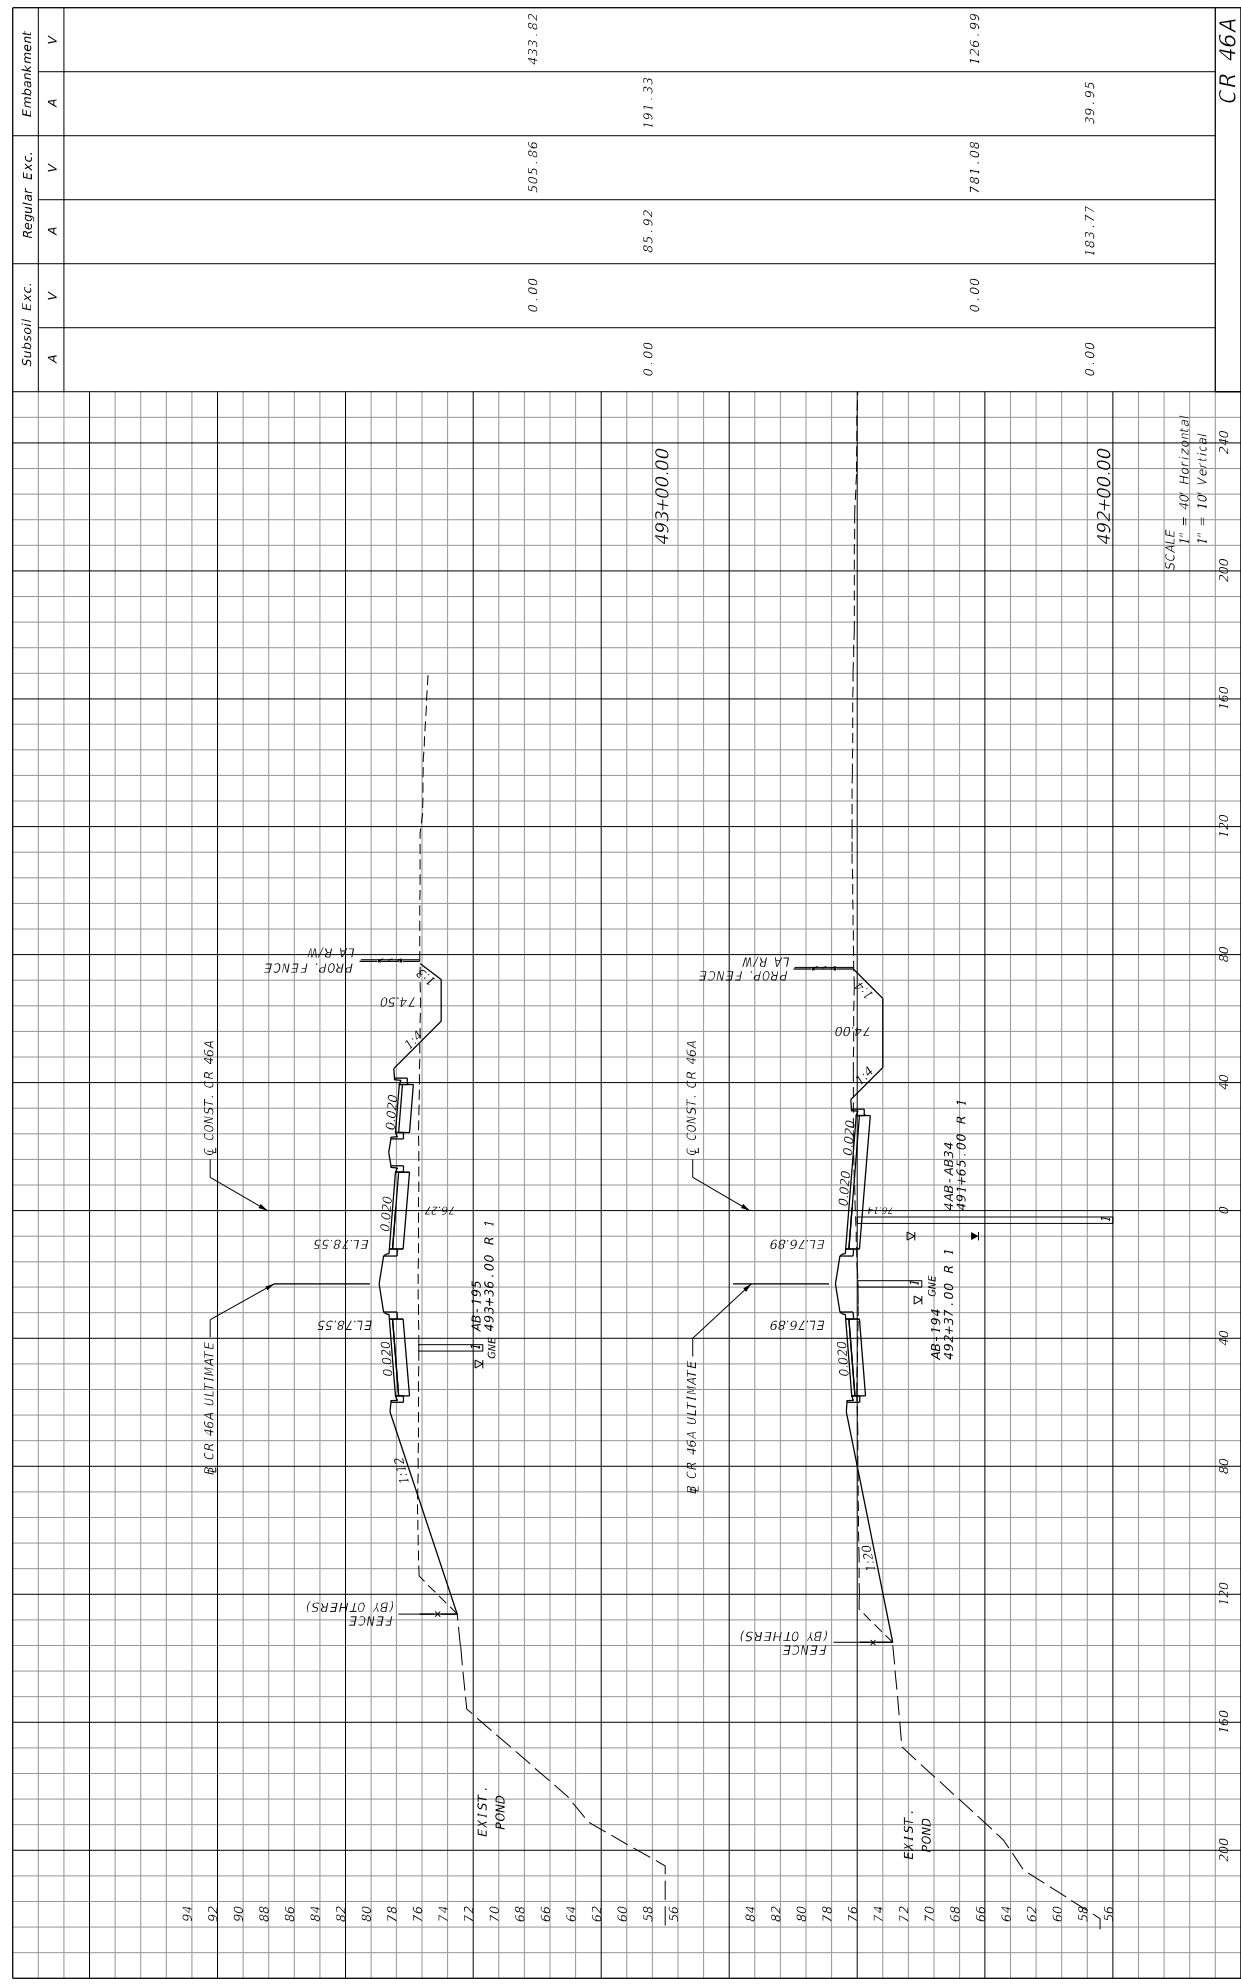 Subsoil Exc.
Regular Exc.
Embankment
A
V
A
V
A
V
0.00
505.86
433.82
0.00
85.92
191.33
0.00
781.08
126.99
0.00
183.77
39.95
CR 46A
94
92
90
88
86
84
82
80
78
76
74
72
70
68
66
64
62
60
58
56
₧ CR 46A ULTIMATE
℄ CONST. CR 46A
FENCE
(BY OTHERS)
1:12
0.020
EL.78.55
EL.78.55
0.020
0.020
1:4
74.50
1:3
PROP. FENCE
LA R/W
76.27
AB-195
493+36.00 R 1
GNE
1
EXIST.
POND
493+00.00
84
82
80
78
76
74
72
70
68
66
64
62
60
58
56
CR 46A ULTIMATE
℄ CONST. CR 46A
FENCE
(BY OTHERS)
1:20
0.020
EL.76.89
EL.76.89
0.020
0.020
1:4
74.00
1:4
PROP. FENCE
LA R/W
76.14
AB-194
492+37.00 R 1
GNE
1
4AB-AB34
491+65.00 R 1
1
EXIST.
POND
492+00.00
SCALE
1" = 40' Horizontal
1" = 10' Vertical
200
160
120
80
40
0
40
80
120
160
200
240